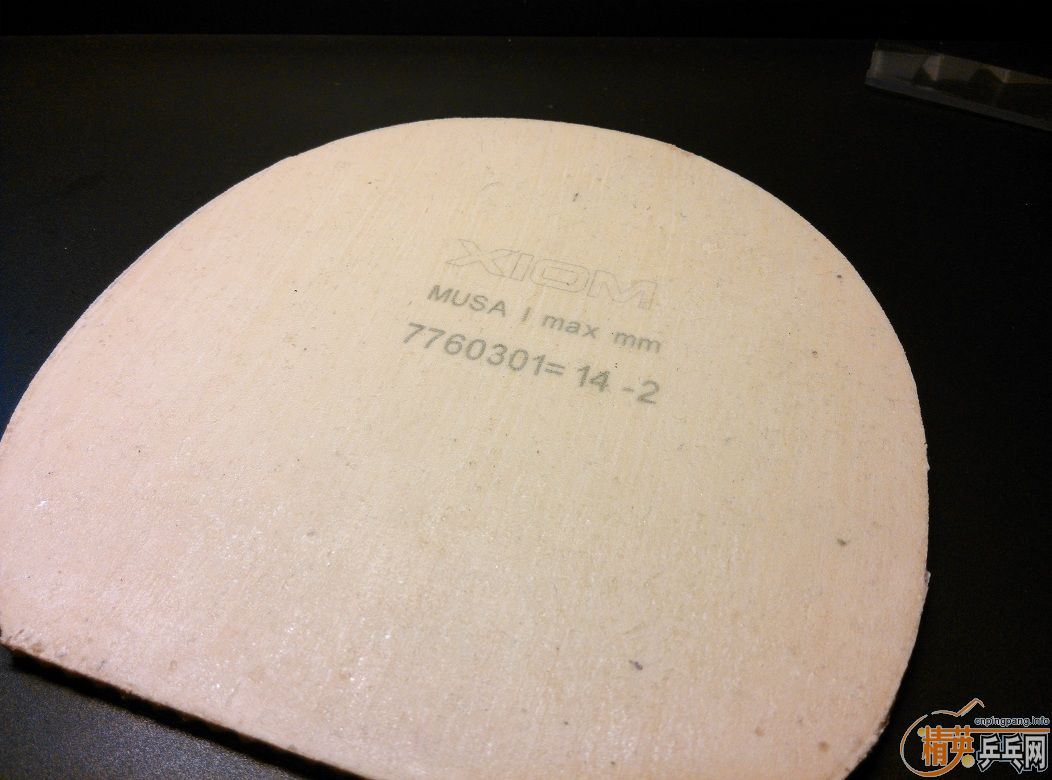 XIOM
MUSA I max mm
7760301= 14 -2
cnpingpang.info
精英乒乓网